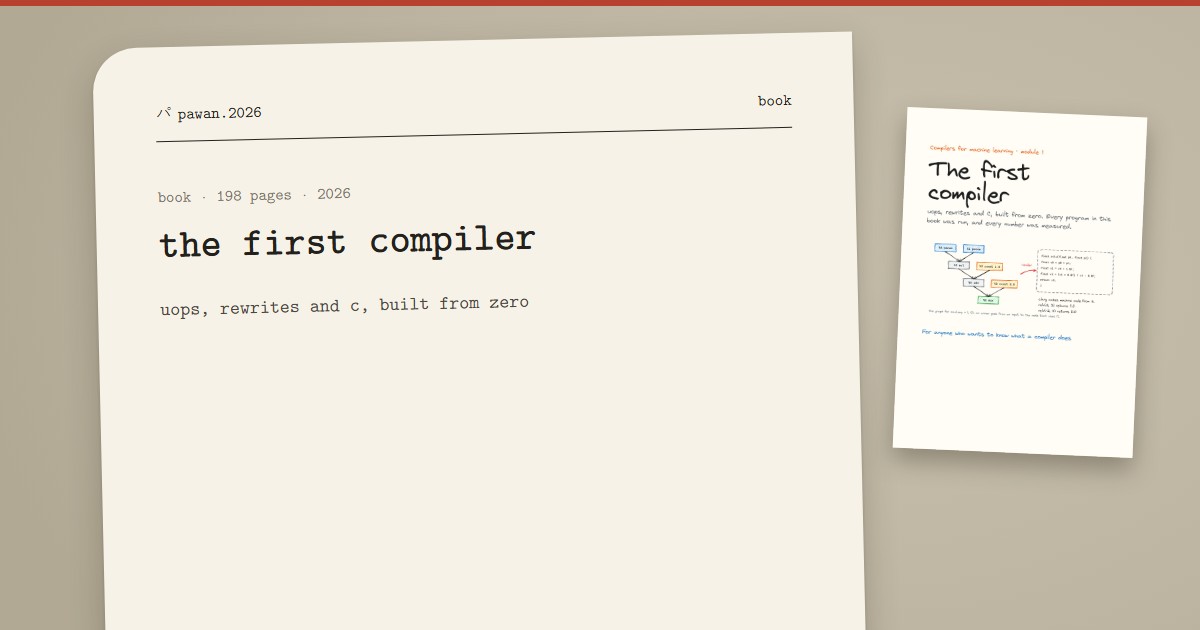 パ pawan.2026
book
book · 198 pages · 2026
the first compiler
uops, rewrites and c, built from zero
Compilers for machine learning · module 1
The first
compiler
uops, rewrites and C, built from zero. Every program in this
book was run, and every number was measured.
For anyone who wants to know what a compiler does